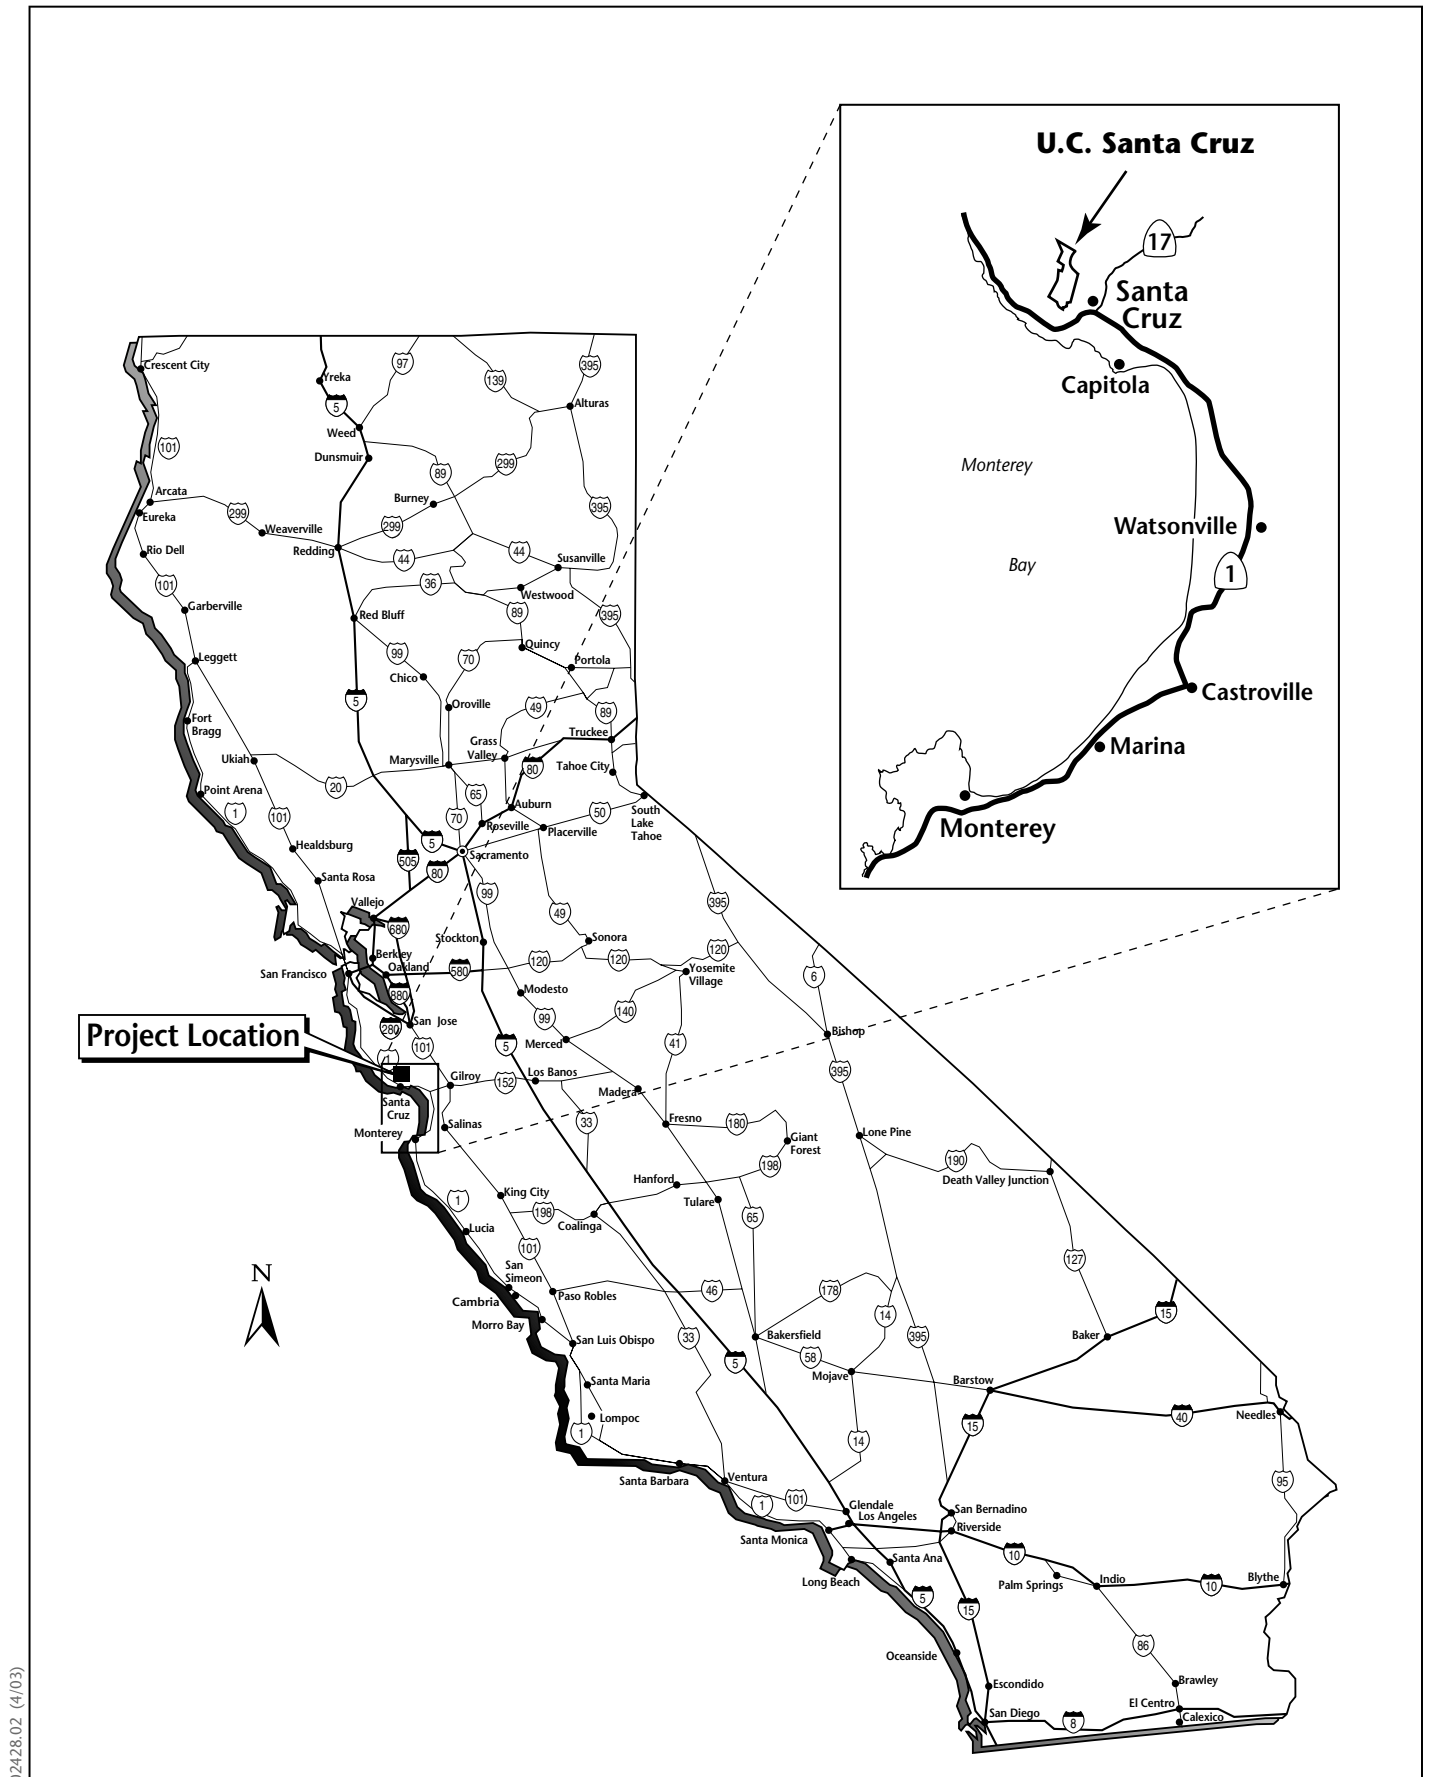 U.C. Santa Cruz
17
Santa
Cruz
Capitola
Monterey
Bay
Watsonville
1
Castroville
Marina
Monterey
Crescent City
Yreka
97
139
395
5
Alturas
Weed
101
Dunsmuir
89
299
Arcata
Burney
395
Eureka
299
299
Weaverville
Redding
44
44
Rio Dell
Susanville
101
36
Westwood
Garberville
Red Bluff
89
395
99
70
Quincy
Leggett
Portola
Chico
5
Oroville
49
89
Fort
Bragg
Grass
Valley
Truckee
Ukiah
Marysville
80
Tahoe City
20
65
Point Arena
1
101
70
Auburn
50
South
Lake
Tahoe
Roseville
Placerville
5
Healdsburg
505
Sacramento
80
Santa Rosa
99
395
Vallejo
49
680
Stockton
Sonora
120
120
120
Berkley
San Francisco
Oakland
580
Yosemite
Village
6
880
Modesto
140
280
San Jose
99
Bishop
Project Location
1
101
5
Merced
41
395
Gilroy
152
Los Banos
Madera
Santa
Cruz
33
Fresno
180
Monterey
Salinas
Giant
Forest
Lone Pine
198
190
Hanford
Death Valley Junction
King City
1
198
Tulare
65
Coalinga
Lucia
101
127
N
San
Simeon
46
178
Cambria
Paso Robles
14
15
Morro Bay
33
Bakersfield
395
Baker
San Luis Obispo
5
58
Mojave
Barstow
Santa Maria
40
Needles
Lompoc
15
1
14
Santa Barbara
Ventura
95
1
101
Glendale
Los Angeles
San Bernadino
Riverside
Santa Monica
10
Santa Ana
Long Beach
Palm Springs
Indio
10
Blythe
5
15
86
Oceanside
Brawley
Escondido
El Centro
San Diego
8
Calexico
02428.02 (4/03)